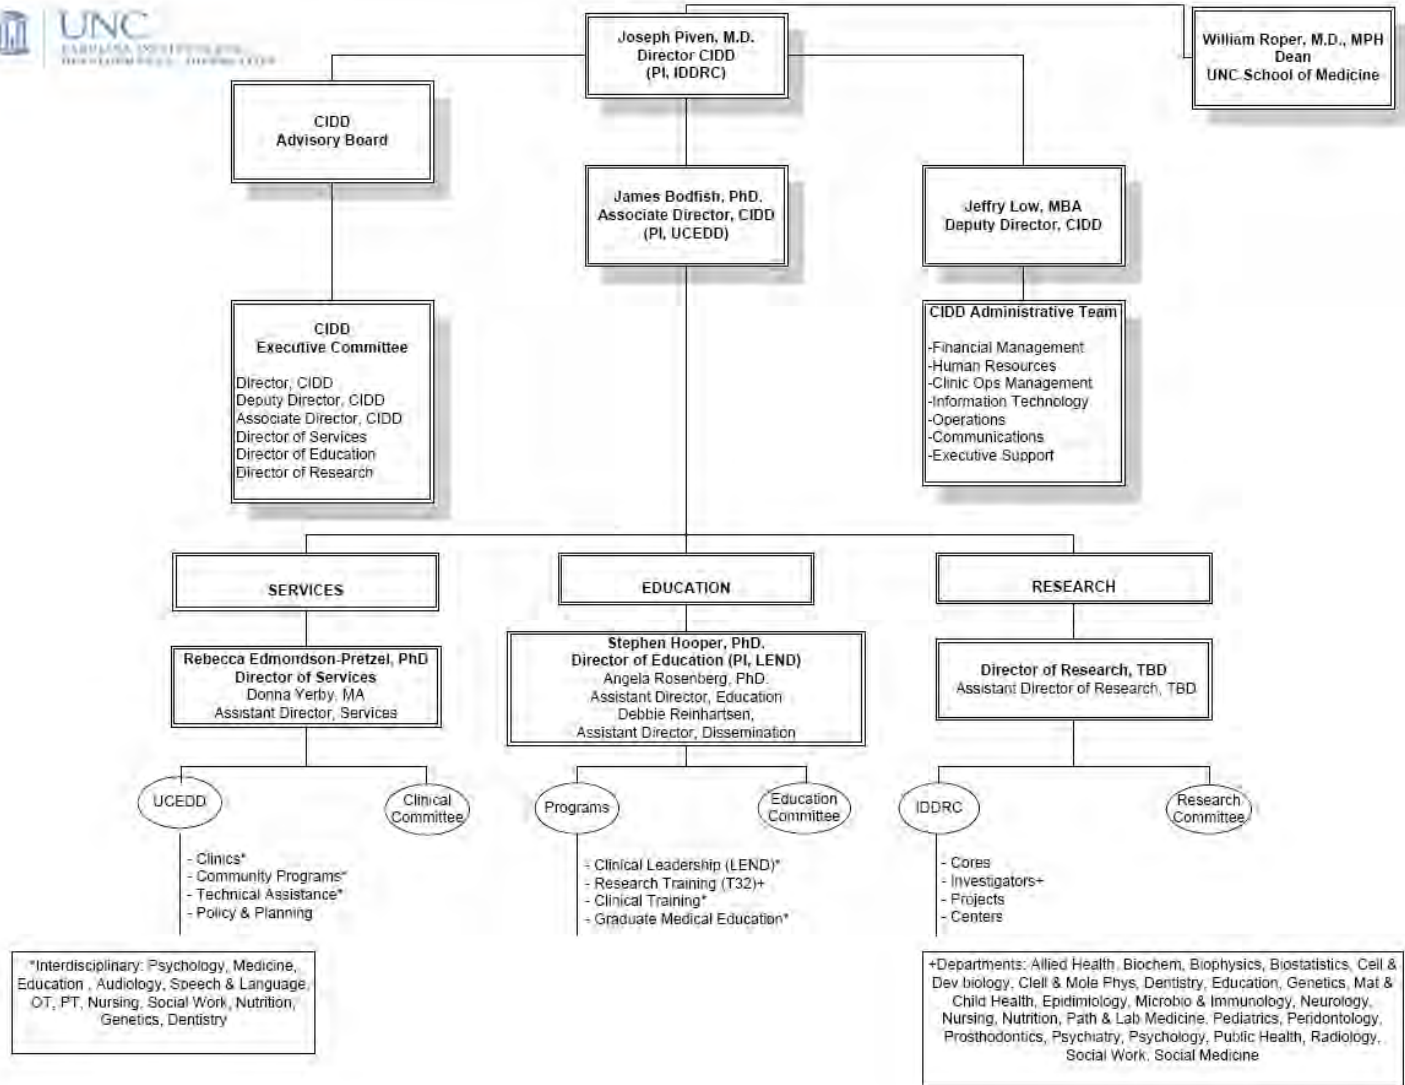 UNC
CAROLINA INSTITUTE FOR
DEVELOPMENTAL DISABILITIES
Joseph Piven, M.D.
Director CIDD
(PI, IDDRC)
William Roper, M.D., MPH
Dean
UNC School of Medicine
CIDD
Advisory Board
James Bodfish, PhD.
Associate Director, CIDD
(PI, UCEDD)
Jeffry Low, MBA
Deputy Director, CIDD
CIDD
Executive Committee
Director, CIDD
Deputy Director, CIDD
Associate Director, CIDD
Director of Services
Director of Education
Director of Research
CIDD Administrative Team
-Financial Management
-Human Resources
-Clinic Ops Management
-Information Technology
-Operations
-Communications
-Executive Support
SERVICES
EDUCATION
RESEARCH
Rebecca Edmondson-Pretzel, PhD
Director of Services
Donna Yerby, MA
Assistant Director, Services
Stephen Hooper, PhD.
Director of Education (PI, LEND)
Angela Rosenberg, PhD.
Assistant Director, Education
Debbie Reinhartsen,
Assistant Director, Dissemination
Director of Research, TBD
Assistant Director of Research, TBD
UCEDD
Clinical
Committee
Programs
Education
Committee
IDDRC
Research
Committee
- Clinics*
- Community Programs*
- Technical Assistance*
- Policy & Planning
- Clinical Leadership (LEND)*
- Research Training (T32)+
- Clinical Training*
- Graduate Medical Education*
- Cores
- Investigators+
- Projects
- Centers
*Interdisciplinary: Psychology, Medicine,
Education , Audiology, Speech & Language,
OT, PT, Nursing, Social Work, Nutrition,
Genetics, Dentistry
+Departments: Allied Health, Biochem, Biophysics, Biostatistics, Cell &
Dev biology, Clell & Mole Phys, Dentistry, Education, Genetics, Mat &
Child Health, Epidimiology, Microbio & Immunology, Neurology,
Nursing, Nutrition, Path & Lab Medicine, Pediatrics, Peridontology,
Prosthodontics, Psychiatry, Psychology, Public Health, Radiology,
Social Work, Social Medicine